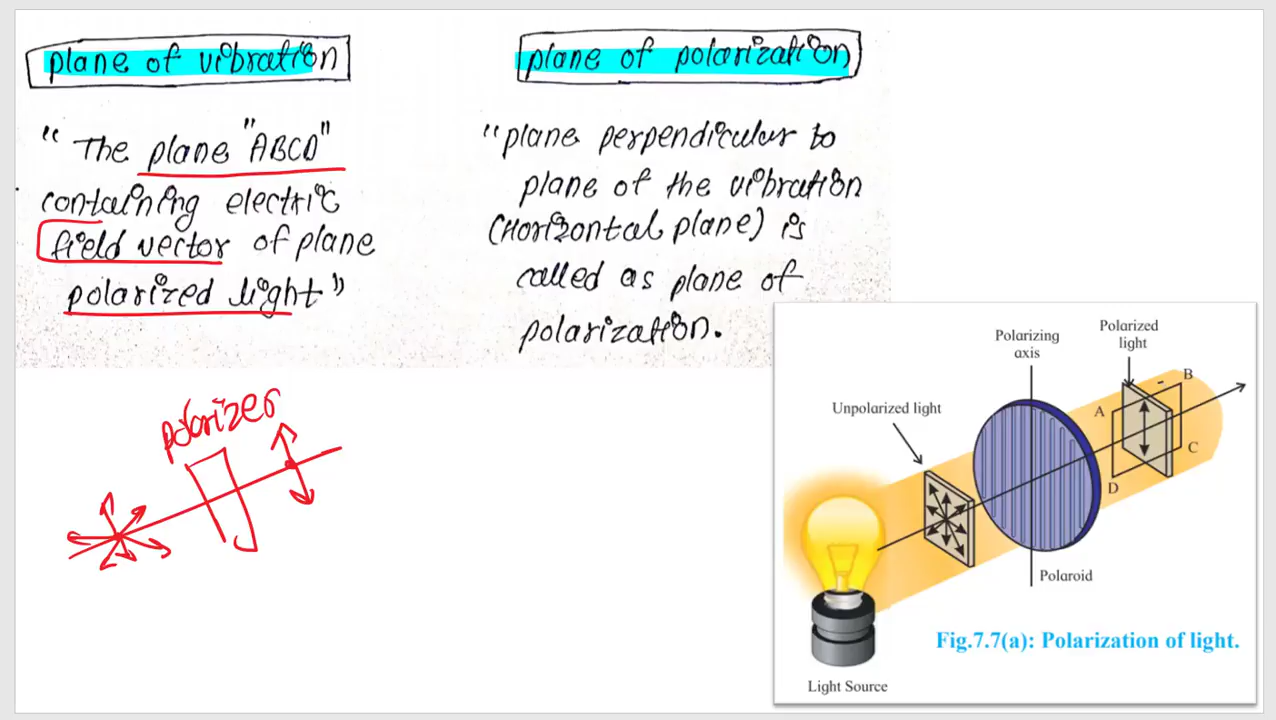 plane of vibration
"The plane "ABCD"
containing electric
field vector of plane
polarized light"
plane of polarization
"plane perpendicular to
plane of the vibration
(Horizontal plane) is
called as plane of
polarization.
polarizer
Polarizing
axis
Polarized
light
Unpolarized light
A
B
C
D
Polaroid
Fig.7.7(a): Polarization of light.
Light Source